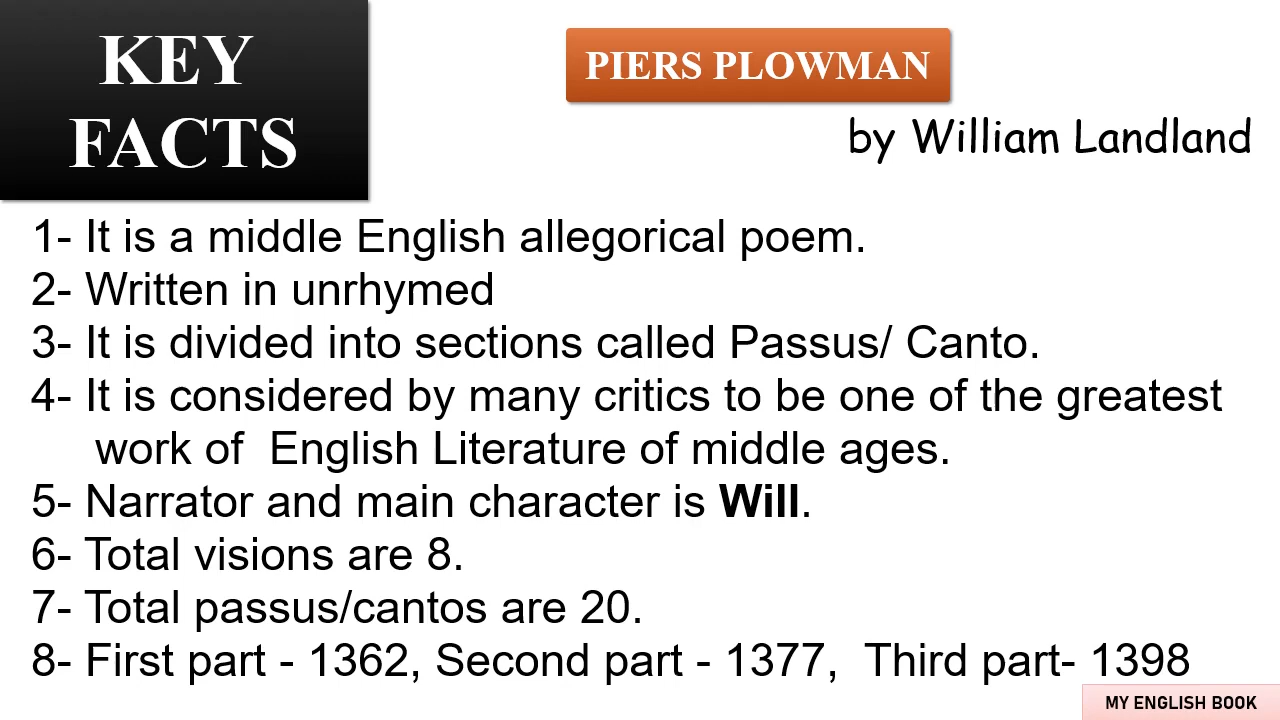 KEY
FACTS
PIERS PLOWMAN
by William Landland
1- It is a middle English allegorical poem.
2- Written in unrhymed
3- It is divided into sections called Passus/ Canto.
4- It is considered by many critics to be one of the greatest
work of  English Literature of middle ages.
5- Narrator and main character is Will.
6- Total visions are 8.
7- Total passus/cantos are 20.
8- First part - 1362, Second part - 1377,  Third part- 1398
MY ENGLISH BOOK